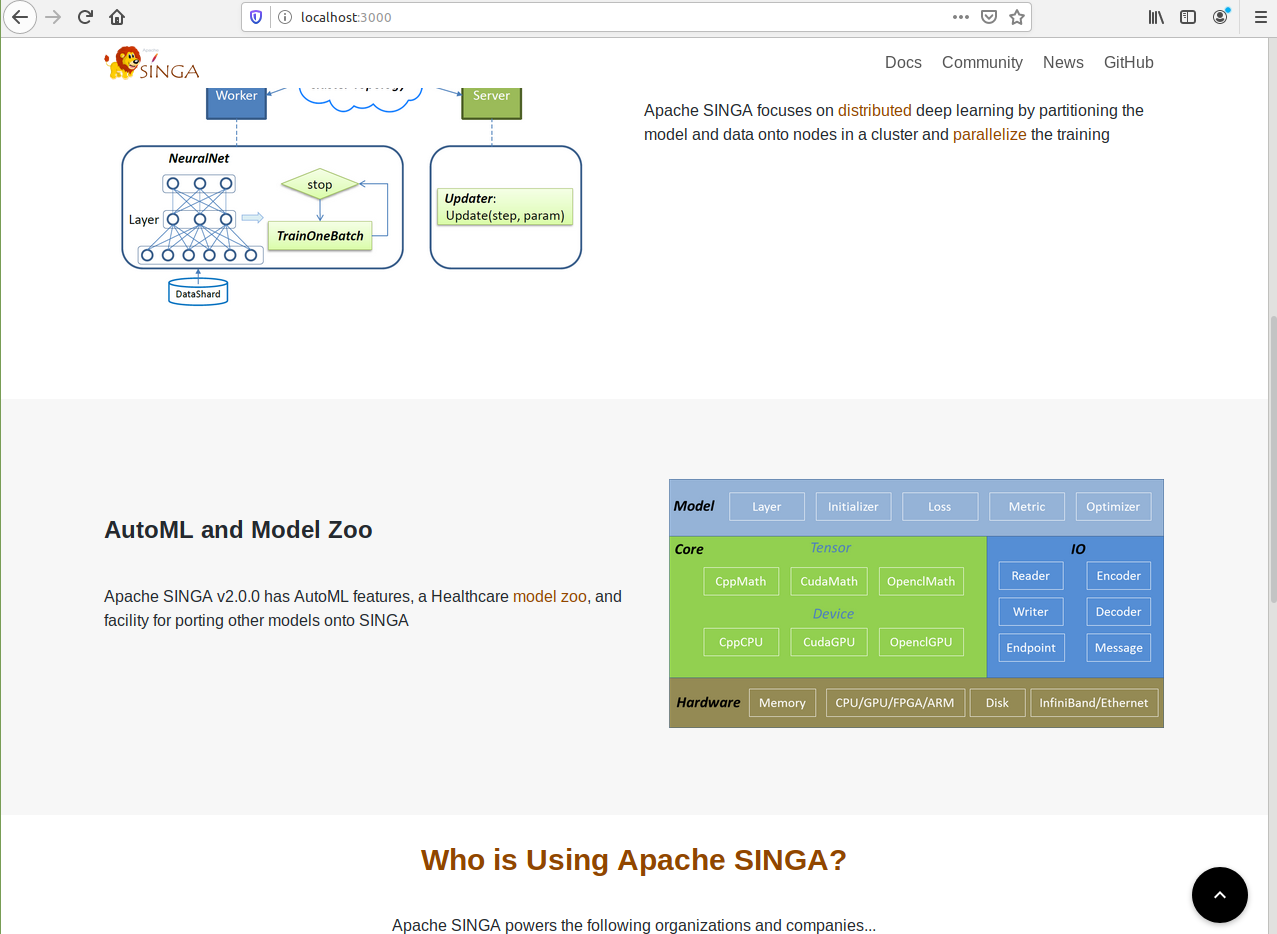 localhost:3000
Apache
SINGA
Docs Community News GitHub
Worker
Server
Apache SINGA focuses on distributed deep learning by partitioning the
model and data onto nodes in a cluster and parallelize the training
NeuralNet
stop
Layer
TrainOneBatch
DataShard
Updater:
Update(step, param)
AutoML and Model Zoo
Apache SINGA v2.0.0 has AutoML features, a Healthcare model zoo, and
facility for porting other models onto SINGA
Model Layer Initializer Loss Metric Optimizer
Core Tensor
CppMath CudaMath OpenclMath
Device
CppCPU CudaGPU OpenclGPU
IO
Reader Encoder
Writer Decoder
Endpoint Message
Hardware Memory CPU/GPU/FPGA/ARM Disk InfiniBand/Ethernet
Who is Using Apache SINGA?
Apache SINGA powers the following organizations and companies...